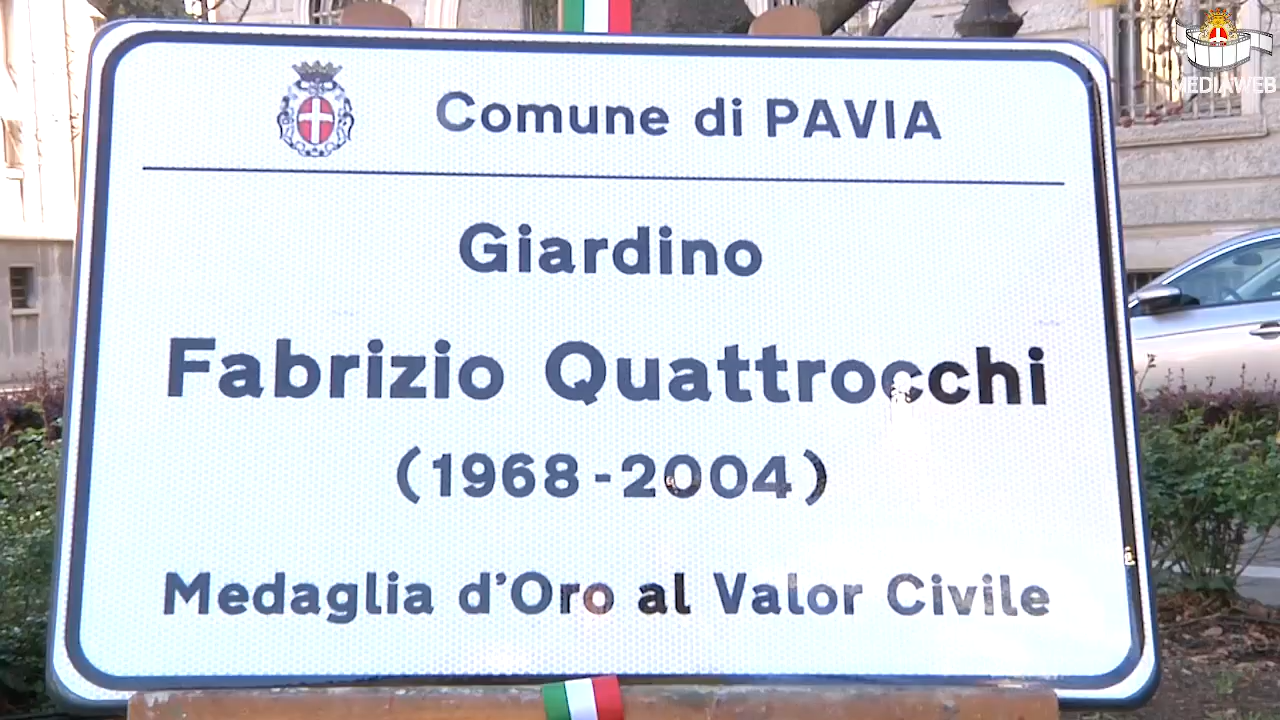 MEDIAWEB
Comune di PAVIA
Giardino
Fabrizio Quattrocchi
(1968-2004)
Medaglia d'Oro al Valor Civile